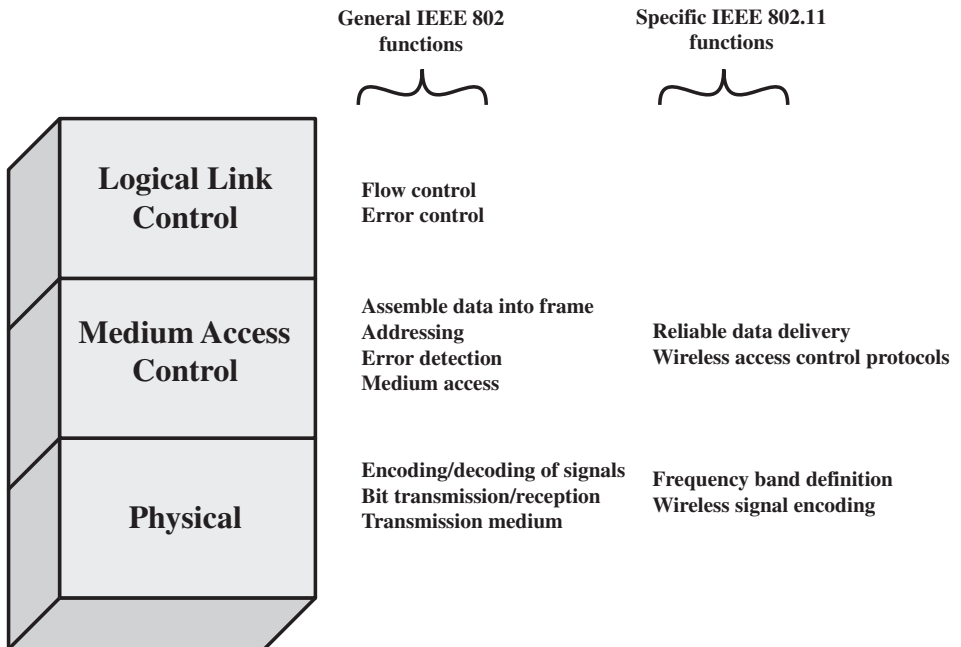 General IEEE 802
functions
Specific IEEE 802.11
functions
Logical Link
Control
Flow control
Error control
Medium Access
Control
Assemble data into frame
Addressing
Error detection
Medium access
Reliable data delivery
Wireless access control protocols
Physical
Encoding/decoding of signals
Bit transmission/reception
Transmission medium
Frequency band definition
Wireless signal encoding